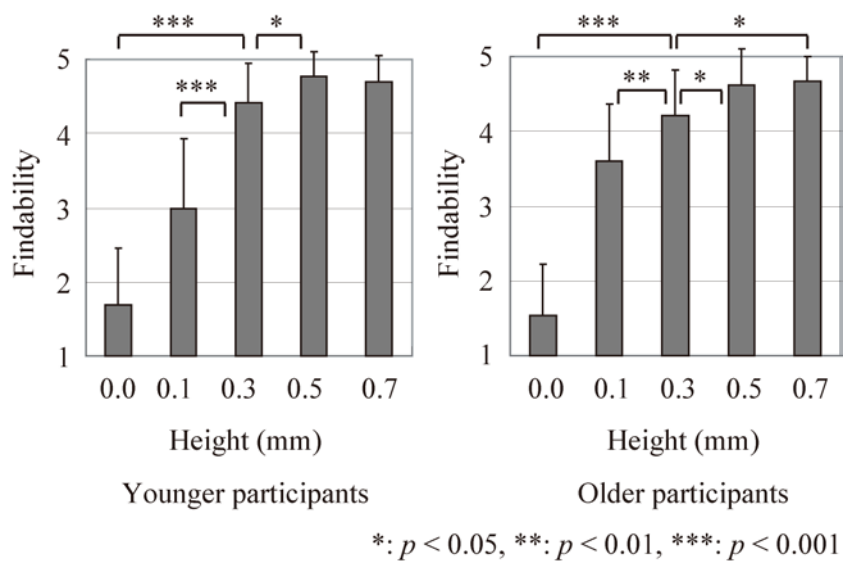 *** *
5
***
4
3
2
1
Findability
0.0 0.1 0.3 0.5 0.7
Height (mm)
Younger participants
*** *
5
** *
4
3
2
1
Findability
0.0 0.1 0.3 0.5 0.7
Height (mm)
Older participants
*: p < 0.05, **: p < 0.01, ***: p < 0.001